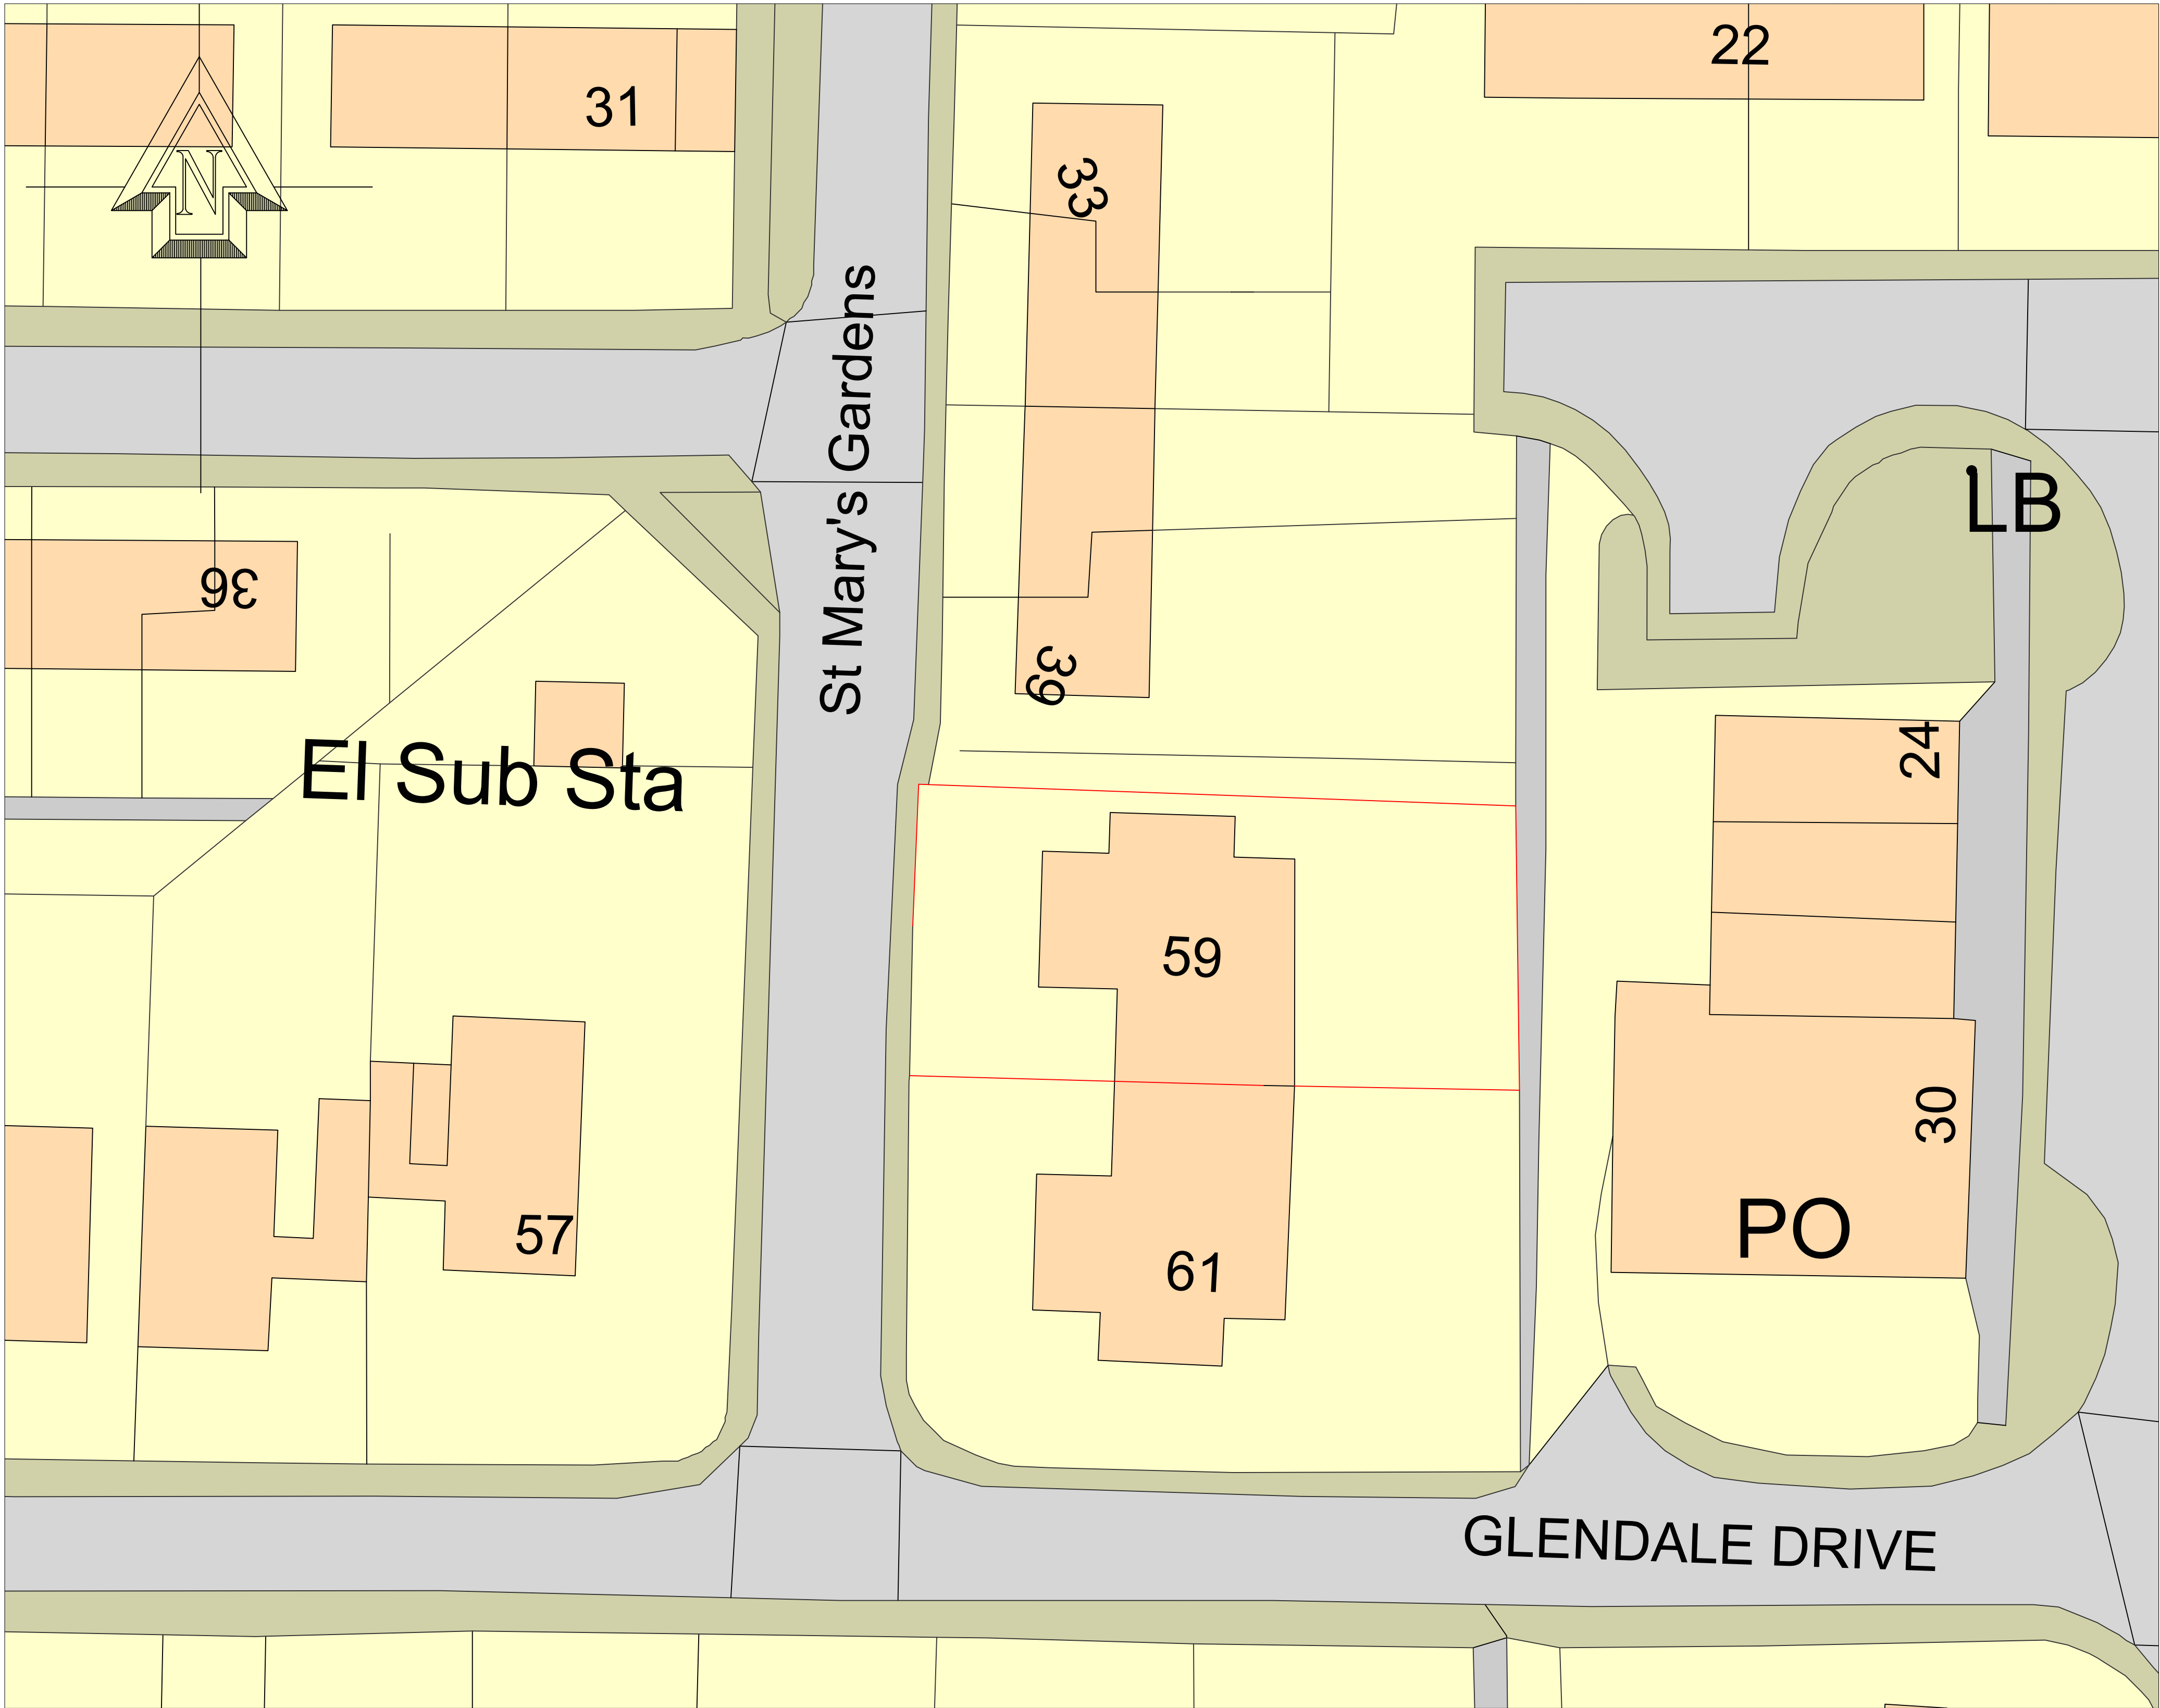 22
31
N
33
St Mary's Gardens
LB
36
39
24
El Sub Sta
59
30
PO
57
61
GLENDALE DRIVE